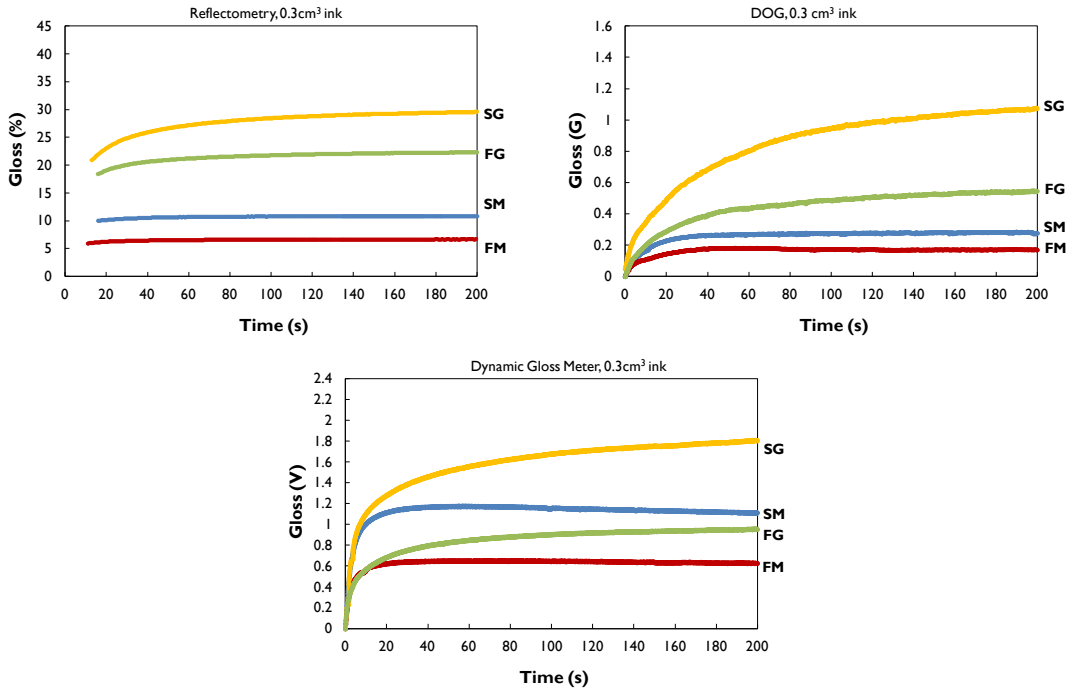 Reflectometry, 0.3cm³ ink
45
40
35
30
25
20
15
10
5
0
Gloss (%)
SG
FG
SM
FM
0 20 40 60 80 100 120 140 160 180 200
Time (s)
DOG, 0.3 cm³ ink
1.6
1.4
1.2
1
0.8
0.6
0.4
0.2
0
Gloss (G)
SG
FG
SM
FM
0 20 40 60 80 100 120 140 160 180 200
Time (s)
Dynamic Gloss Meter, 0.3cm³ ink
2.4
2.2
2
1.8
1.6
1.4
1.2
1
0.8
0.6
0.4
0.2
0
Gloss (V)
SG
SM
FG
FM
0 20 40 60 80 100 120 140 160 180 200
Time (s)